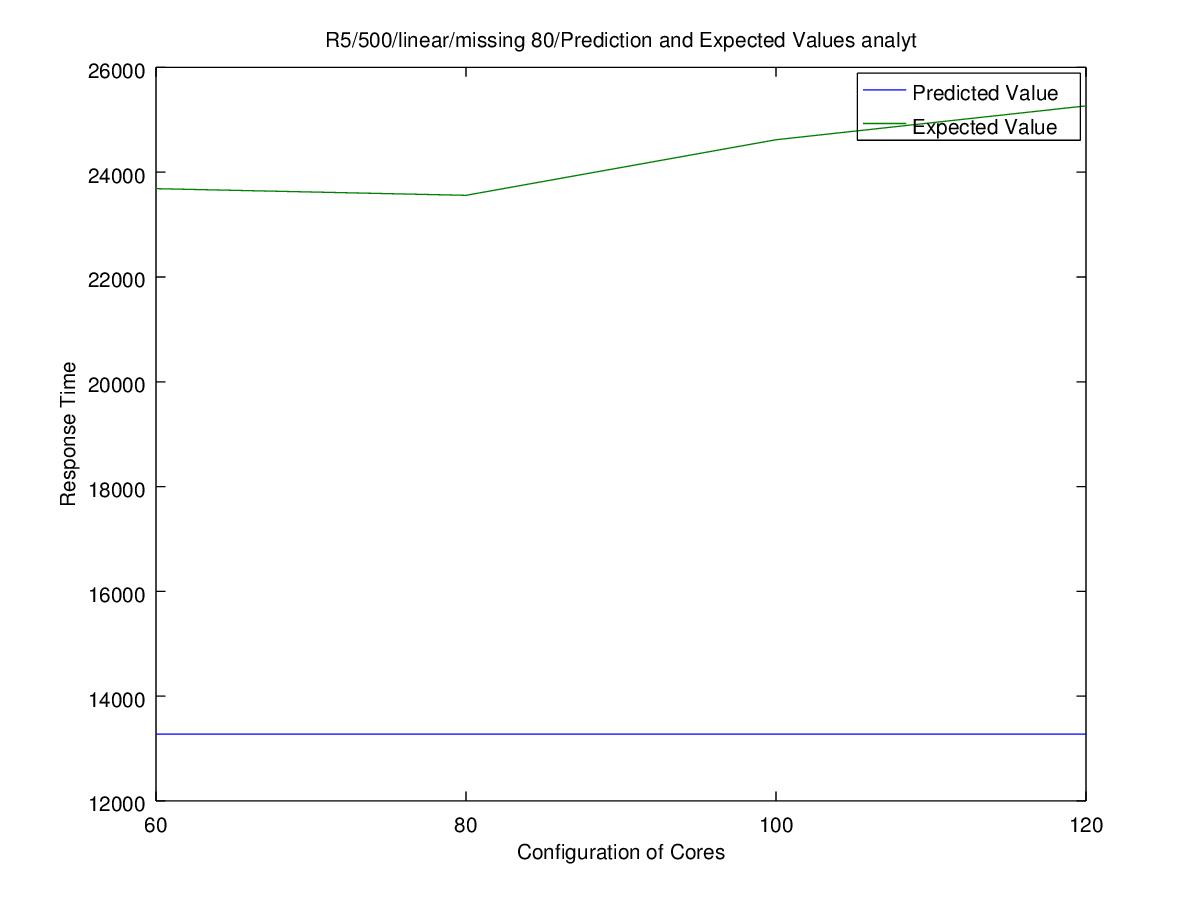 R5/500/linear/missing 80/Prediction and Expected Values analyt
26000
24000
22000
20000
18000
16000
14000
12000
Response Time
Predicted Value
Expected Value
60 80 100 120
Configuration of Cores